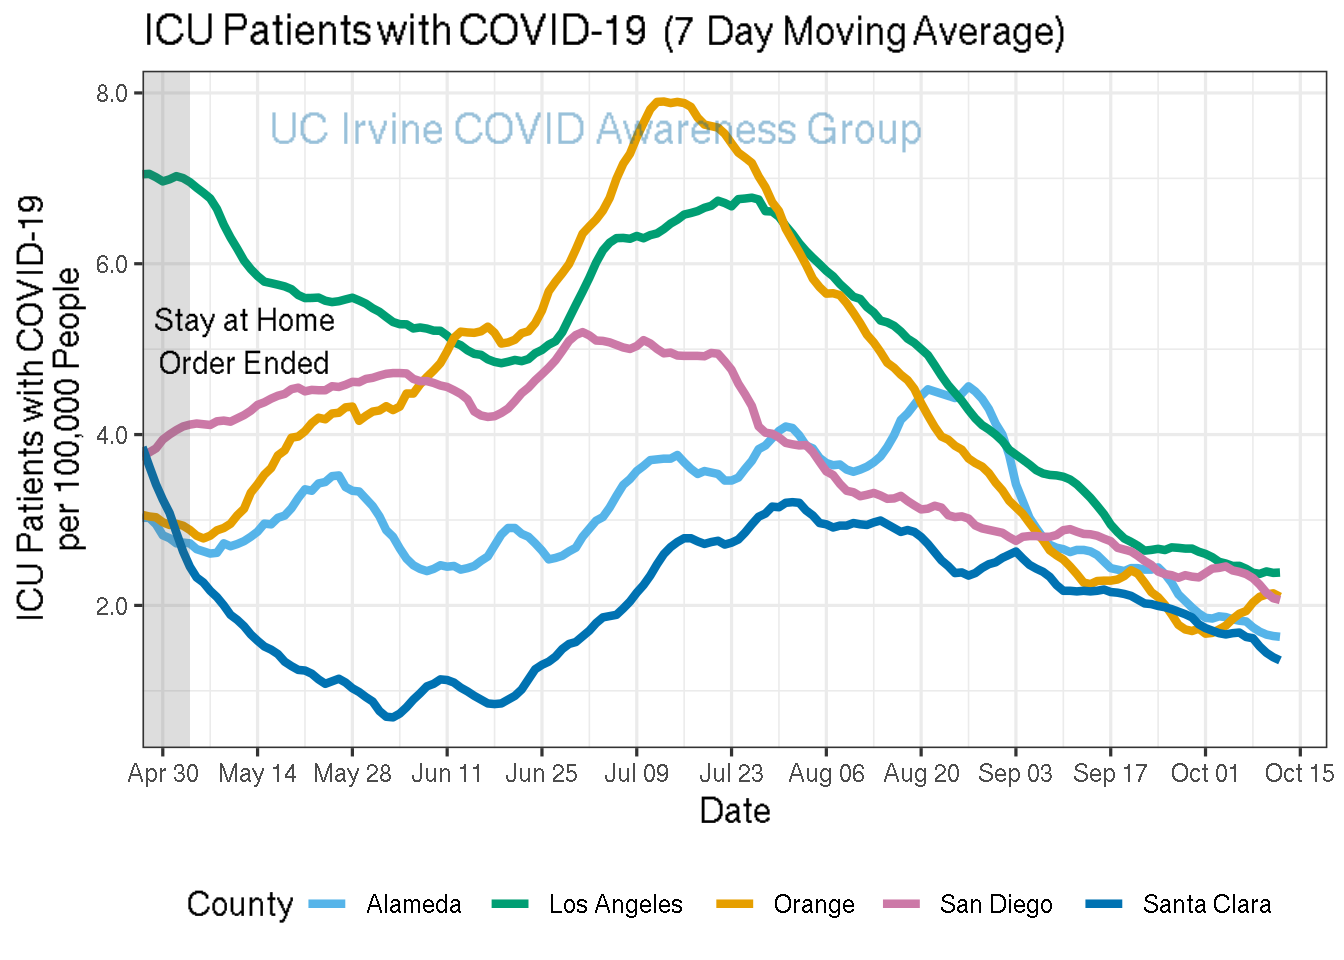 ICU Patients with COVID-19 (7 Day Moving Average)
UC Irvine COVID Awareness Group
ICU Patients with COVID-19
per 100,000 People
8.0
6.0
4.0
2.0
Stay at Home
Order Ended
Apr 30 May 14 May 28 Jun 11 Jun 25 Jul 09 Jul 23 Aug 06 Aug 20 Sep 03 Sep 17 Oct 01 Oct 15
Date
County Alameda Los Angeles Orange San Diego Santa Clara